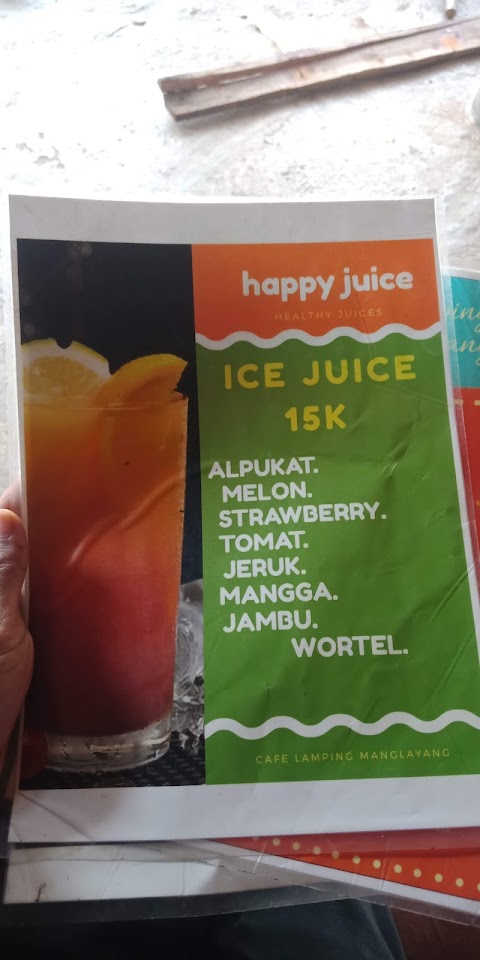 happy juice
HEALTHY JUICES
ICE JUICE
15K
ALPUKAT.
MELON.
STRAWBERRY.
TOMAT.
JERUK.
MANGGA.
JAMBU.
WORTEL.
CAFE LAMPING MANGLAYANG